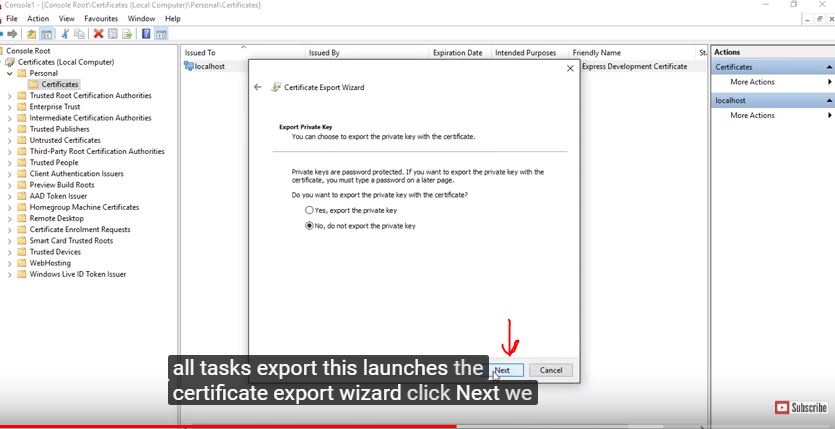 Console1 - [Console Root\Certificates (Local Computer)\Personal\Certificates]
File Action View Favourites Window Help
Console Root
Certificates (Local Computer)
Personal
Certificates
Trusted Root Certification Authorities
Enterprise Trust
Intermediate Certification Authorities
Trusted Publishers
Untrusted Certificates
Third-Party Root Certification Authorities
Trusted People
Client Authentication Issuers
Preview Build Roots
AAD Token Issuer
Homegroup Machine Certificates
Remote Desktop
Certificate Enrolment Requests
Smart Card Trusted Roots
Trusted Devices
WebHosting
Windows Live ID Token Issuer
Issued To Issued By Expiration Date Intended Purposes Friendly Name
localhost Express Development Certificate
Certificate Export Wizard
Export Private Key
You can choose to export the private key with the certificate.
Private keys are password protected. If you want to export the private key with the
certificate, you must type a password on a later page.
Do you want to export the private key with the certificate?
Yes, export the private key
No, do not export the private key
Next Cancel
Actions
Certificates
More Actions
localhost
More Actions
all tasks export this launches the
certificate export wizard click Next we
Subscribe